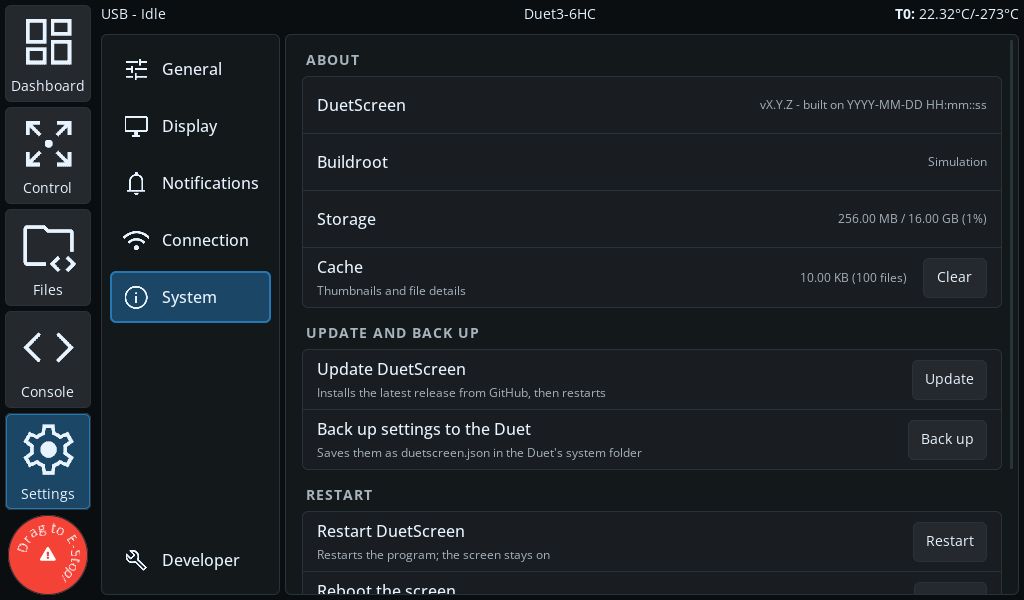 USB - Idle
Duet3-6HC
T0: 22.32°C/-273°C
Dashboard
Control
Files
Console
Settings
Drag to E-Stop!
General
Display
Notifications
Connection
System
Developer
ABOUT
DuetScreen
vX.Y.Z - built on YYYY-MM-DD HH:mm::ss
Buildroot
Simulation
Storage
256.00 MB / 16.00 GB (1%)
Cache
Thumbnails and file details
10.00 KB (100 files)
Clear
UPDATE AND BACK UP
Update DuetScreen
Installs the latest release from GitHub, then restarts
Update
Back up settings to the Duet
Saves them as duetscreen.json in the Duet's system folder
Back up
RESTART
Restart DuetScreen
Restarts the program; the screen stays on
Restart
Reboot the screen